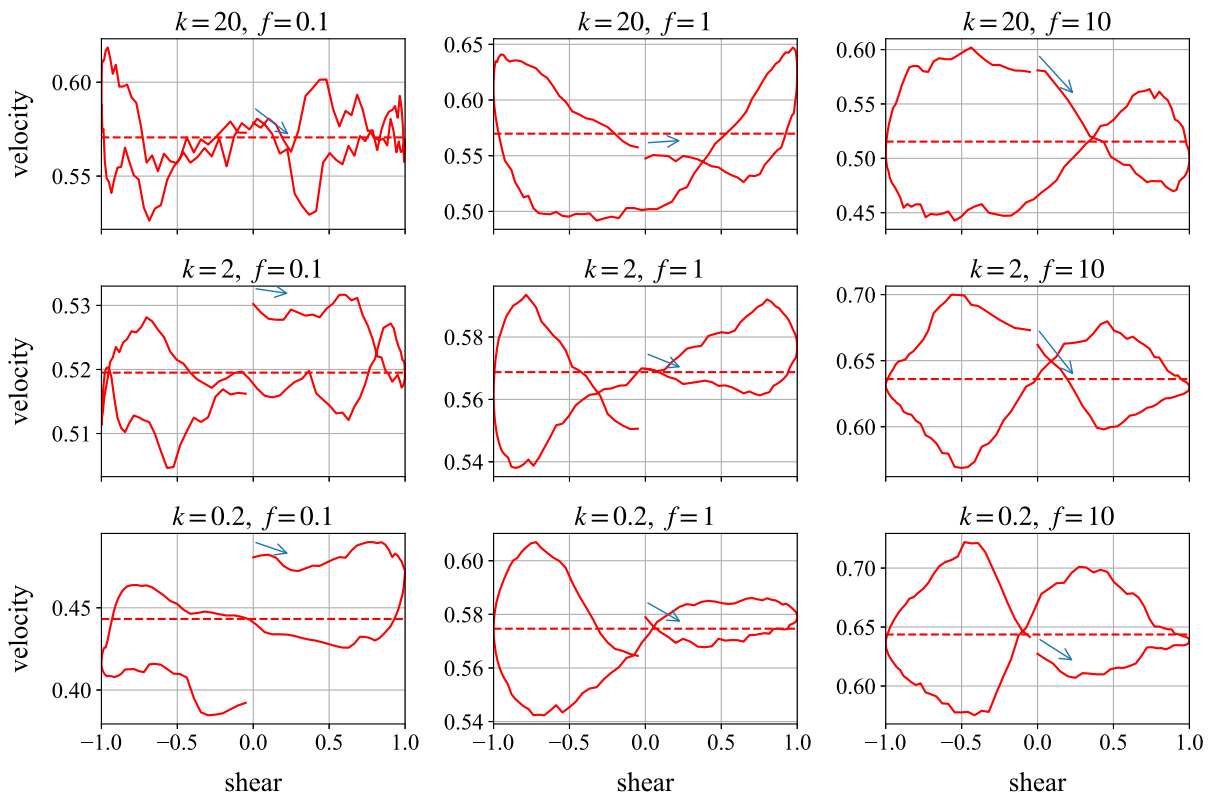 k=20, f=0.1
k=20, f=1
k=20, f=10
velocity
0.60
0.55
0.65
0.60
0.55
0.50
0.60
0.55
0.50
0.45
k=2, f=0.1
k=2, f=1
k=2, f=10
velocity
0.53
0.52
0.51
0.58
0.56
0.54
0.70
0.65
0.60
k=0.2, f=0.1
k=0.2, f=1
k=0.2, f=10
velocity
0.45
0.40
0.60
0.58
0.56
0.54
0.70
0.65
0.60
−1.0 −0.5 0.0 0.5 1.0
−1.0 −0.5 0.0 0.5 1.0
−1.0 −0.5 0.0 0.5 1.0
shear
shear
shear